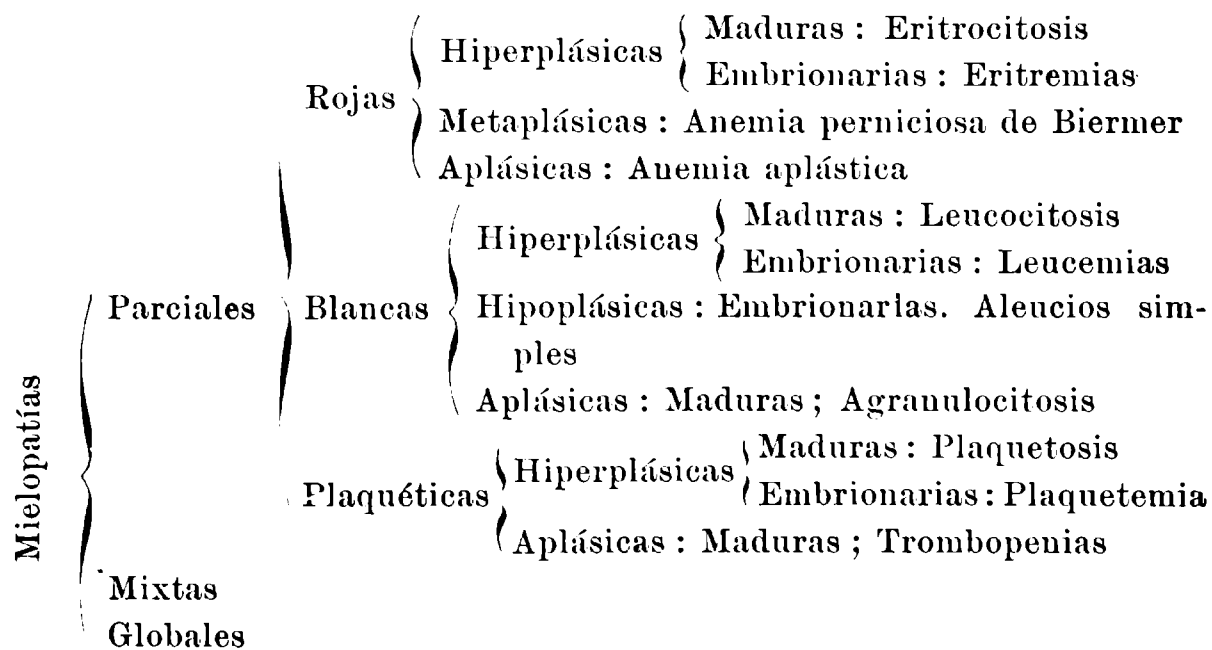 Mielopatías
Parciales
Rojas
Hiperplásicas
Maduras : Eritrocitosis
Embrionarias : Eritremias
Metaplásicas : Anemia perniciosa de Biermer
Aplásicas : Anemia aplástica
Blancas
Hiperplásicas
Maduras : Leucocitosis
Embrionarias : Leucemias
Hipoplásicas : Embrionarias. Aleucios sim-
ples
Aplásicas : Maduras ; Agranulocitosis
Plaquéticas
Hiperplásicas
Maduras : Plaquetosis
Embrionarias : Plaquetemia
Aplásicas : Maduras ; Trombopenias
Mixtas
Globales